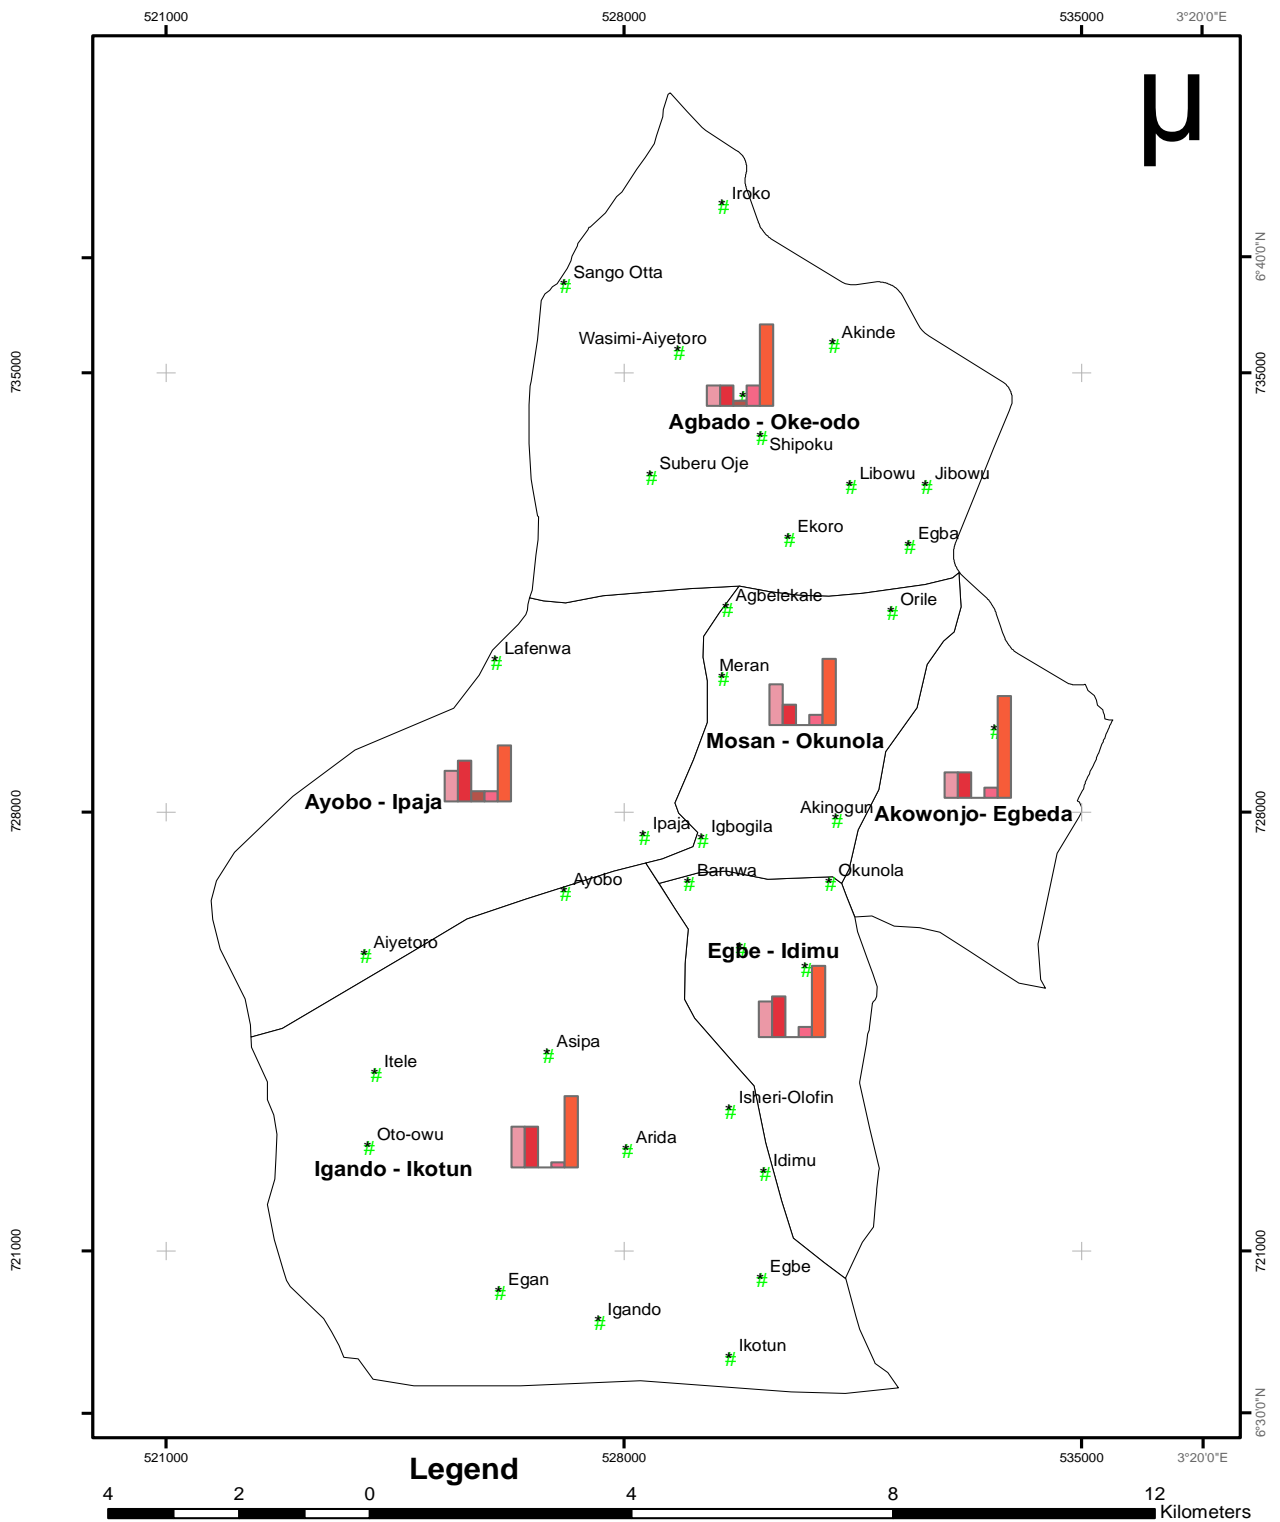 521000 528000 535000 3°20'0"E
µ
Iroko
6°40'0"N
Sango Otta
Wasimi-Aiyetoro
Akinde
735000
735000
Agbado - Oke-odo
Shipoku
Suberu Oje
Libowu
Jibowu
Ekoro
Egba
Agbelekale
Orile
Lafenwa
Meran
Mosan - Okunola
Ayobo - Ipaja
Akinogun
Akowonjo- Egbeda
728000
728000
Ipaja
Igbogila
Baruwa
Okunola
Ayobo
Aiyetoro
Egbe - Idimu
Asipa
Itele
Isheri-Olofin
Oto-owu
Arida
Igando - Ikotun
Idimu
721000
721000
Egbe
Egan
Igando
Ikotun
6°30'0"N
521000 528000 535000 3°20'0"E
Legend
4 2 0 4 8 12
Kilometers